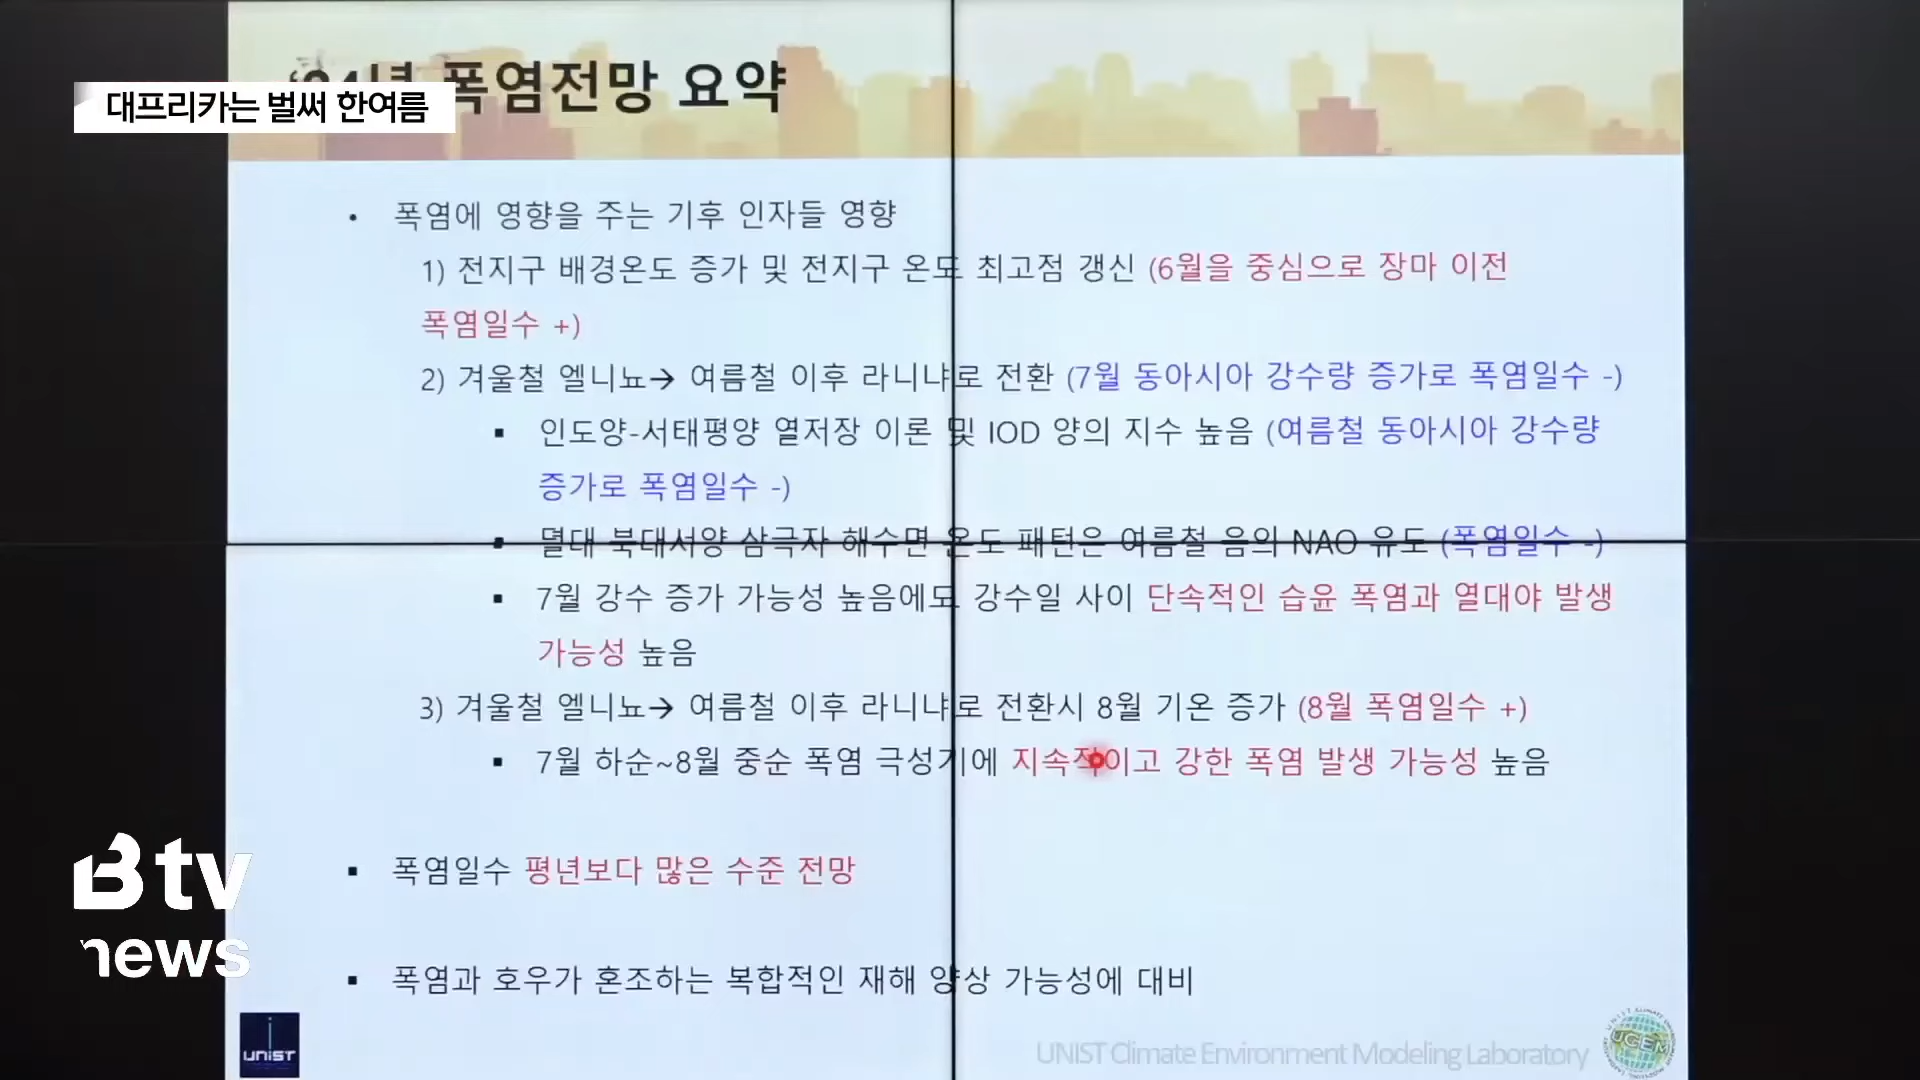 '24년 폭염전망 요약
대프리카는 벌써 한여름
• 폭염에 영향을 주는 기후 인자들 영향
1) 전지구 배경온도 증가 및 전지구 온도 최고점 갱신 (6월을 중심으로 장마 이전
폭염일수 +)
2) 겨울철 엘니뇨→ 여름철 이후 라니냐로 전환 (7월 동아시아 강수량 증가로 폭염일수 -)
▪ 인도양-서태평양 열저장 이론 및 IOD 양의 지수 높음 (여름철 동아시아 강수량
증가로 폭염일수 -)
▪ 북대서양 삼극자 해수면 온도 패턴은 여름철 음의 NAO 유도 (폭염일수 -)
▪ 7월 강수 증가 가능성 높음에도 강수일 사이 단속적인 습윤 폭염과 열대야 발생
가능성 높음
3) 겨울철 엘니뇨→ 여름철 이후 라니냐로 전환시 8월 기온 증가 (8월 폭염일수 +)
▪ 7월 하순~8월 중순 폭염 극성기에 지속적이고 강한 폭염 발생 가능성 높음
▪ 폭염일수 평년보다 많은 수준 전망
▪ 폭염과 호우가 혼조하는 복합적인 재해 양상 가능성에 대비
B tv
news
UNIST
UNIST Climate Environment Modeling Laboratory
UCEM